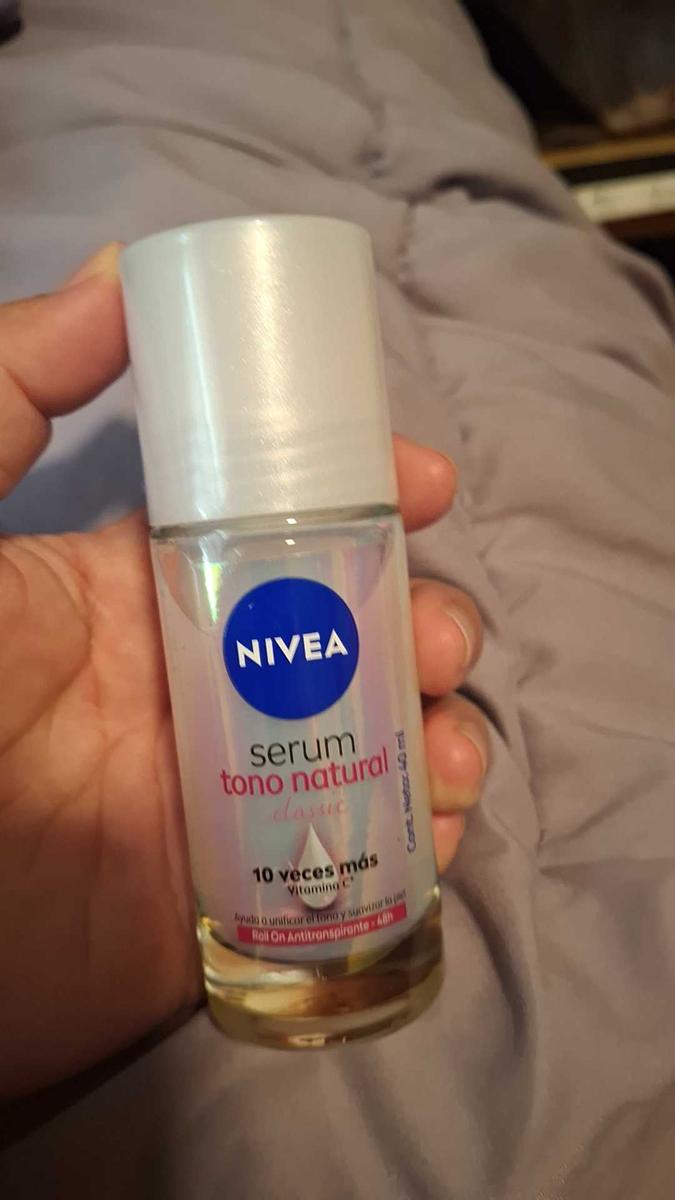 NIVEA
serum
tono natural
classic
10 veces más
Vitamina C*
Ayuda a unificar el tono y suavizar la piel
Roll On Antitranspirante - 48h
Cont. Neto: 40 ml